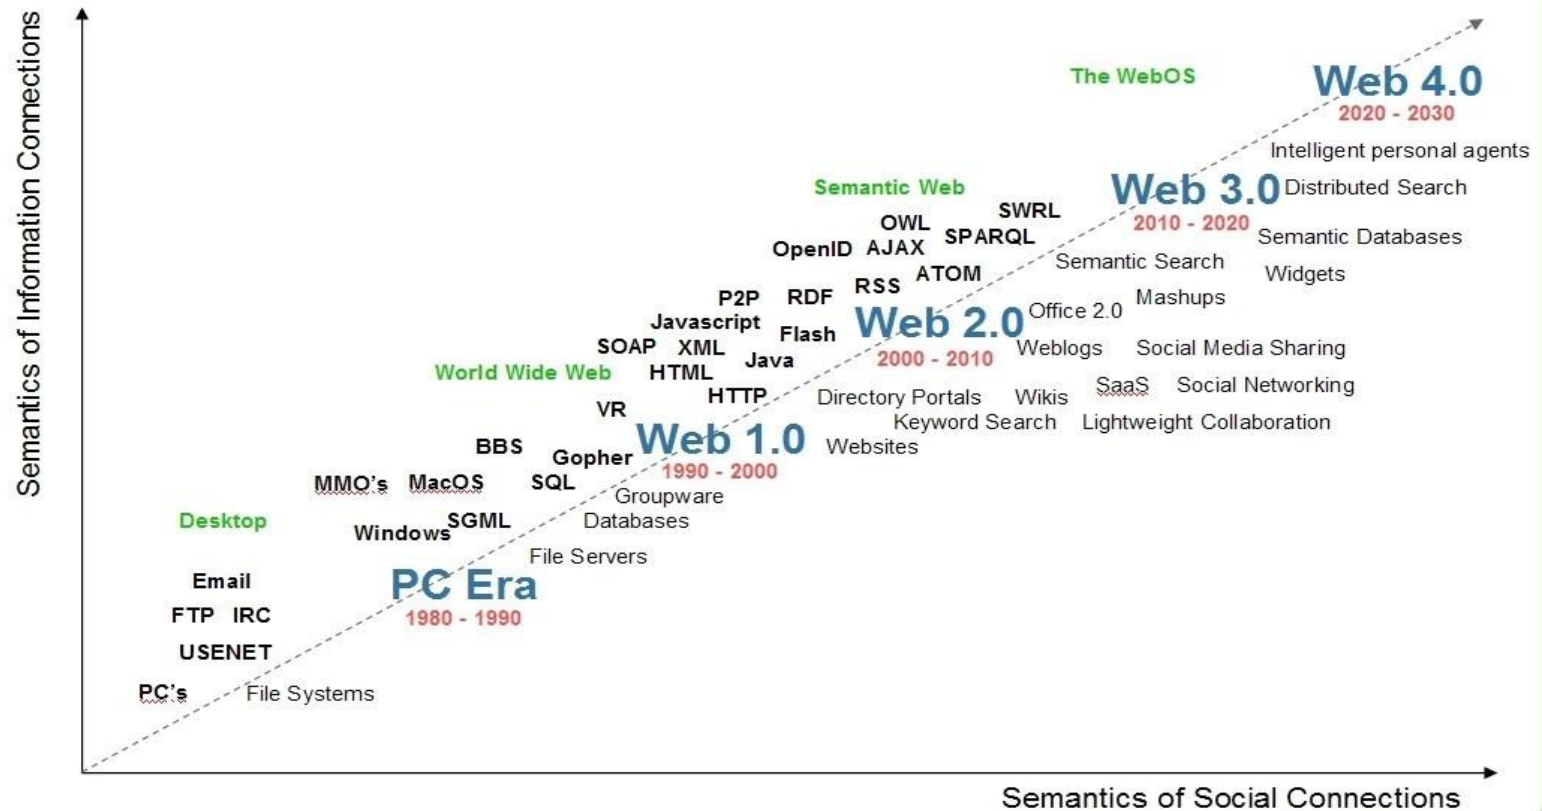 Semantics of Information Connections
The WebOS
Web 4.0
2020 - 2030
Intelligent personal agents
Semantic Web
Web 3.0
Distributed Search
2010 - 2020
SWRL
OWL
SPARQL
Semantic Databases
OpenID
AJAX
Semantic Search
Widgets
ATOM
RSS
P2P
RDF
Mashups
Office 2.0
Web 2.0
2000 - 2010
Javascript
Flash
SOAP
XML
Java
Weblogs
Social Media Sharing
World Wide Web
HTML
HTTP
SaaS
Social Networking
Directory Portals
Wikis
VR
Keyword Search
Lightweight Collaboration
Web 1.0
1990 - 2000
Websites
BBS
Gopher
MMO's
MacOS
SQL
Groupware
Desktop
Windows
SGML
Databases
File Servers
PC Era
1980 - 1990
Email
FTP
IRC
USENET
PC's
File Systems
Semantics of Social Connections